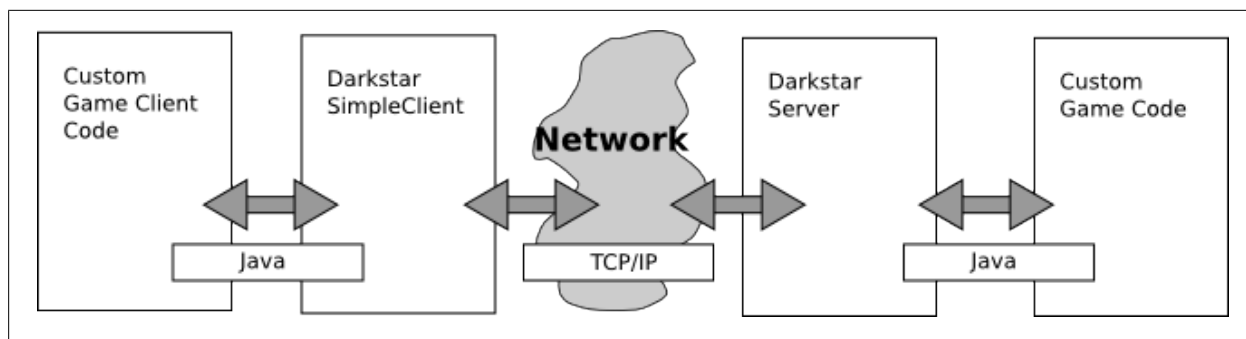 Custom
Game Client
Code
Darkstar
SimpleClient
Network
Darkstar
Server
Custom
Game Code
Java
TCP/IP
Java